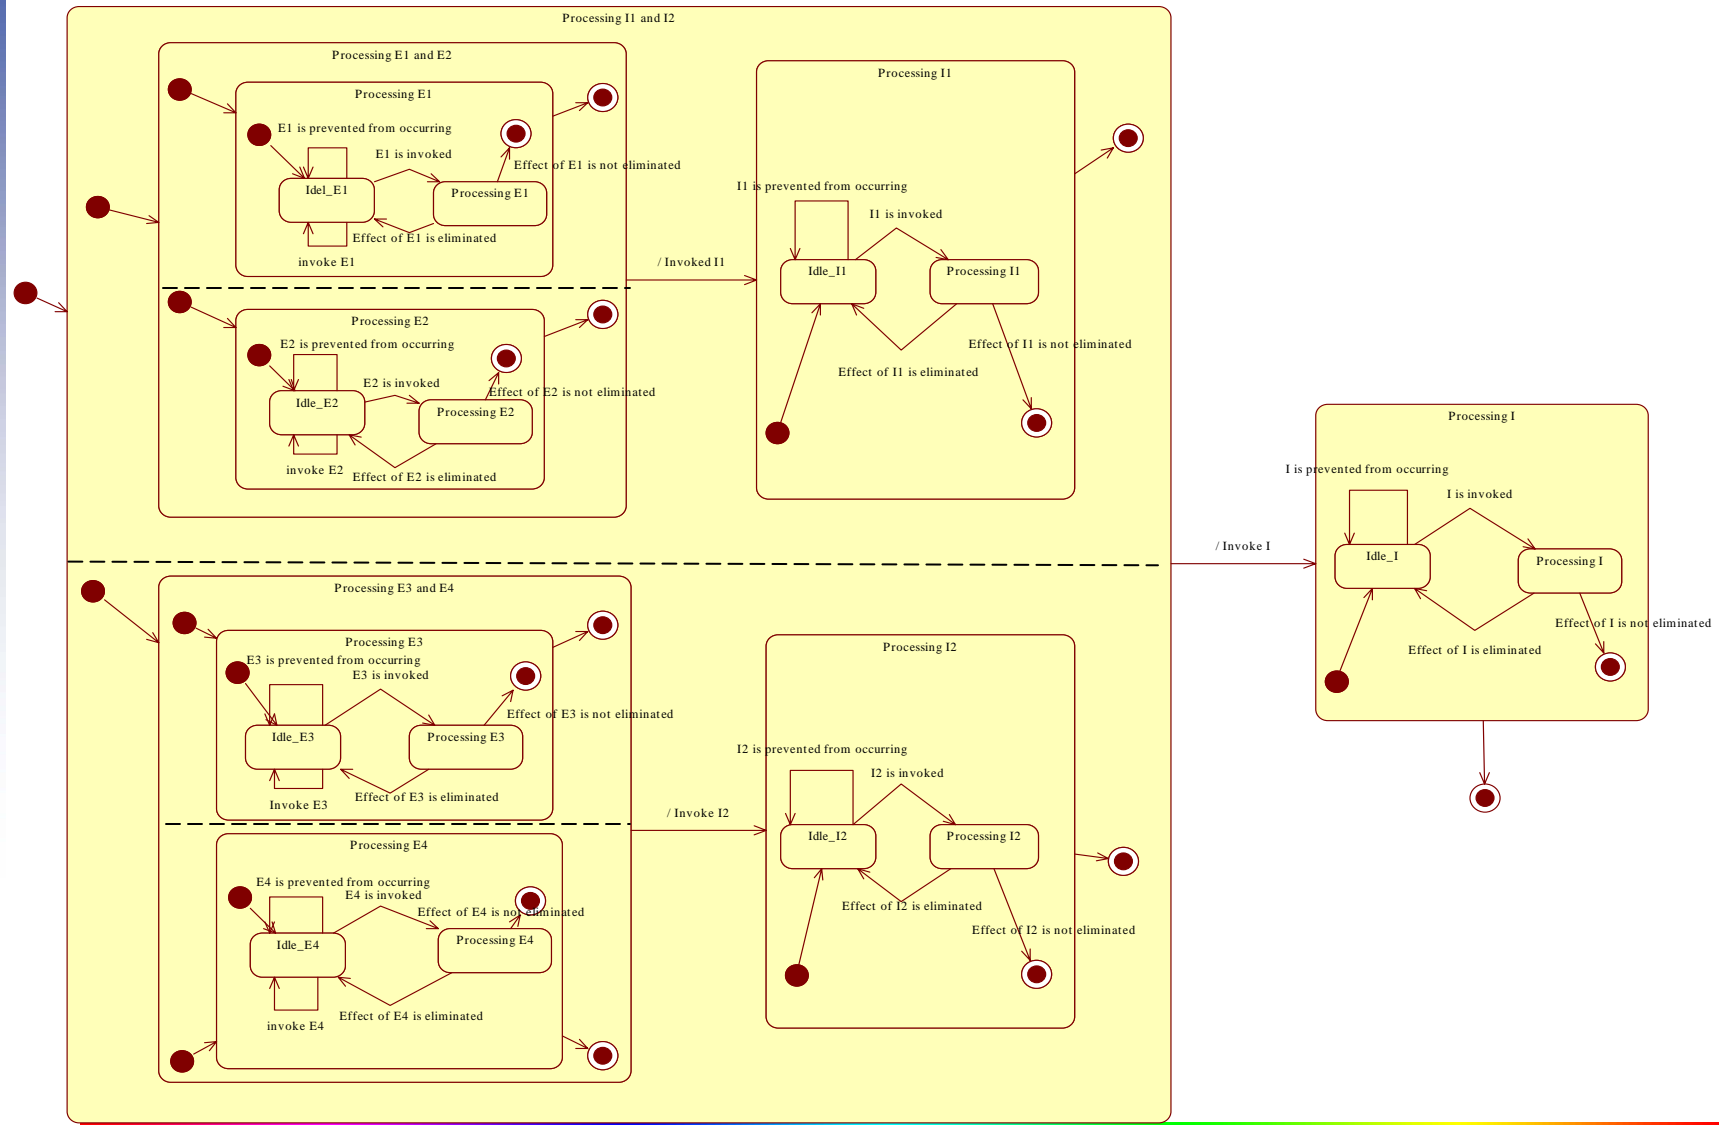 Processing I1 and I2
Processing E1 and E2
Processing E1
E1 is prevented from occurring
E1 is invoked
Effect of E1 is not eliminated
Idel_E1
Processing E1
Effect of E1 is eliminated
invoke E1
Processing E2
E2 is prevented from occurring
E2 is invoked
Effect of E2 is not eliminated
Idle_E2
Processing E2
invoke E2
Effect of E2 is eliminated
/ Invoked I1
Processing I1
I1 is prevented from occurring
I1 is invoked
Idle_I1
Processing I1
Effect of I1 is not eliminated
Effect of I1 is eliminated
Processing E3 and E4
Processing E3
E3 is prevented from occurring
E3 is invoked
Effect of E3 is not eliminated
Idle_E3
Processing E3
Effect of E3 is eliminated
Invoke E3
Processing E4
E4 is prevented from occurring
E4 is invoked
Effect of E4 is not eliminated
Idle_E4
Processing E4
Effect of E4 is eliminated
invoke E4
/ Invoke I2
Processing I2
I2 is prevented from occurring
I2 is invoked
Idle_I2
Processing I2
Effect of I2 is eliminated
Effect of I2 is not eliminated
/ Invoke I
Processing I
I is prevented from occurring
I is invoked
Idle_I
Processing I
Effect of I is not eliminated
Effect of I is eliminated